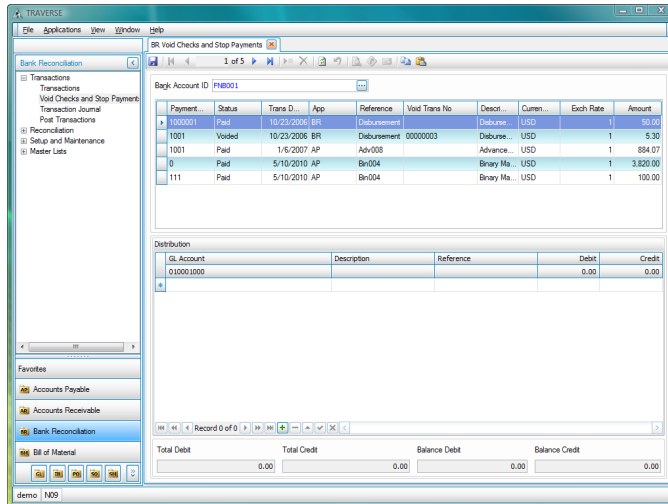 TRAVERSE
File Applications View Window Help
BR Void Checks and Stop Payments
Bank Reconciliation
1 of 5
Transactions
Transactions
Void Checks and Stop Payments
Transaction Journal
Post Transactions
Reconciliation
Setup and Maintenance
Master Lists
Bank Account ID FNB001
Payment... Status Trans D... App Reference Void Trans No Descri... Curren... Exch Rate Amount
1000001 Paid 10/23/2006 BR Disbursement Disburse... USD 1 50.00
1001 Voided 10/23/2006 BR Disbursement 00000003 Disburse... USD 1 5.30
1001 Paid 1/6/2007 AP Adv008 Advance... USD 1 884.07
0 Paid 5/10/2010 AP Bin004 Binary Ma... USD 1 3,820.00
111 Paid 5/10/2010 AP Bin004 Binary Ma... USD 1 100.00
Distribution
GL Account Description Reference Debit Credit
010001000 0.00 0.00
Favorites
AP Accounts Payable
AR Accounts Receivable
BR Bank Reconciliation
BM Bill of Material
Record 0 of 0
Total Debit Total Credit Balance Debit Balance Credit
0.00 0.00 0.00 0.00
GL IN PO SO
demo N09